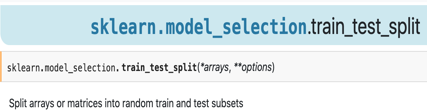 sklearn.model_selection.train_test_split
sklearn.model_selection.train_test_split(*arrays, **options)
Split arrays or matrices into random train and test subsets